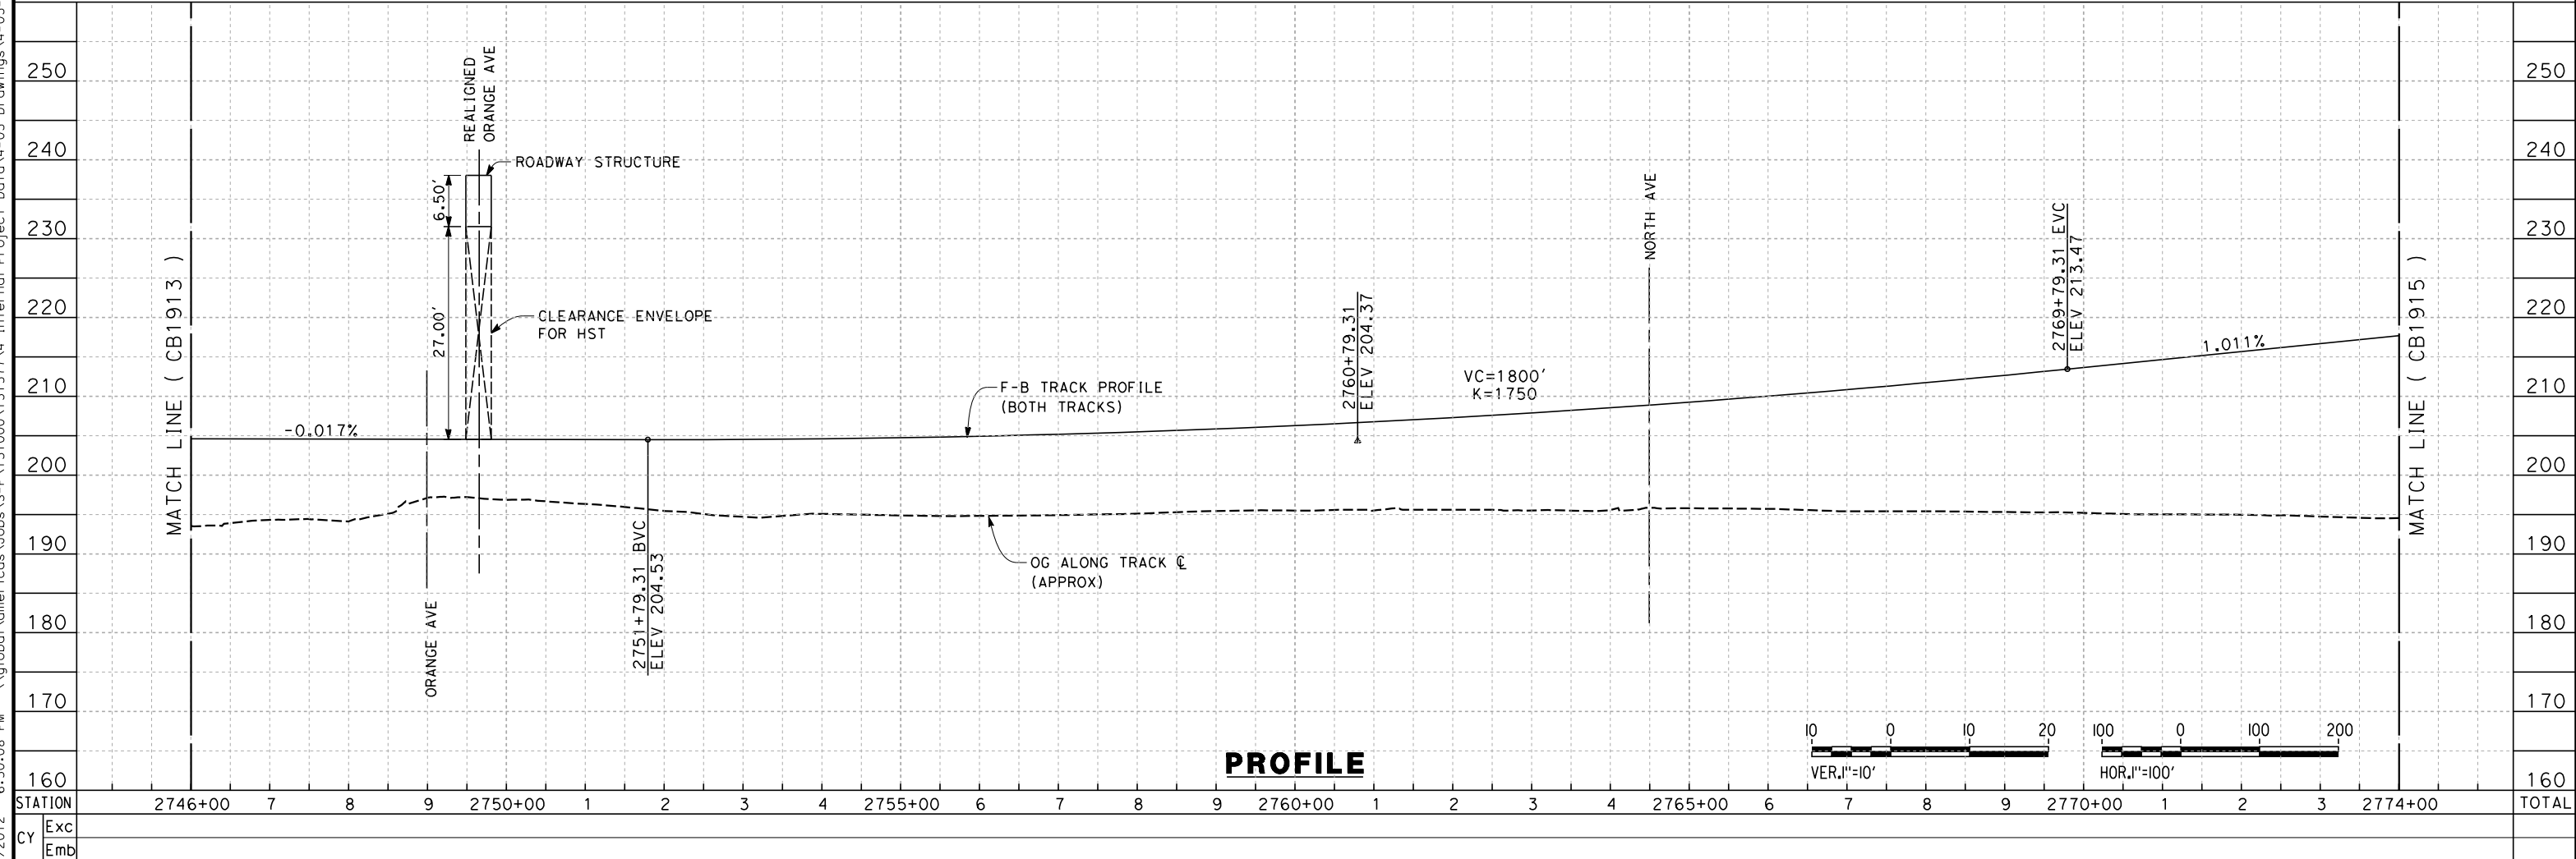 REALIGNED
ORANGE AVE
ROADWAY STRUCTURE
6.50'
27.00'
CLEARANCE ENVELOPE
FOR HST
MATCH LINE ( CB1913 )
-0.017%
ORANGE AVE
2751+79.31 BVC
ELEV 204.53
F-B TRACK PROFILE
(BOTH TRACKS)
OG ALONG TRACK ℄
(APPROX)
2760+79.31
ELEV 204.37
VC=1800'
K=1750
NORTH AVE
2769+79.31 EVC
ELEV 213.47
1.011%
MATCH LINE ( CB1915 )
250 250
240 240
230 230
220 220
210 210
200 200
190 190
180 180
170 170
160 160
PROFILE
10 0 10 20
VER.1"=10'
100 0 100 200
HOR.1"=100'
STATION 2746+00 7 8 9 2750+00 1 2 3 4 2755+00 6 7 8 9 2760+00 1 2 3 4 2765+00 6 7 8 9 2770+00 1 2 3 2774+00 TOTAL
CY
Exc
Emb